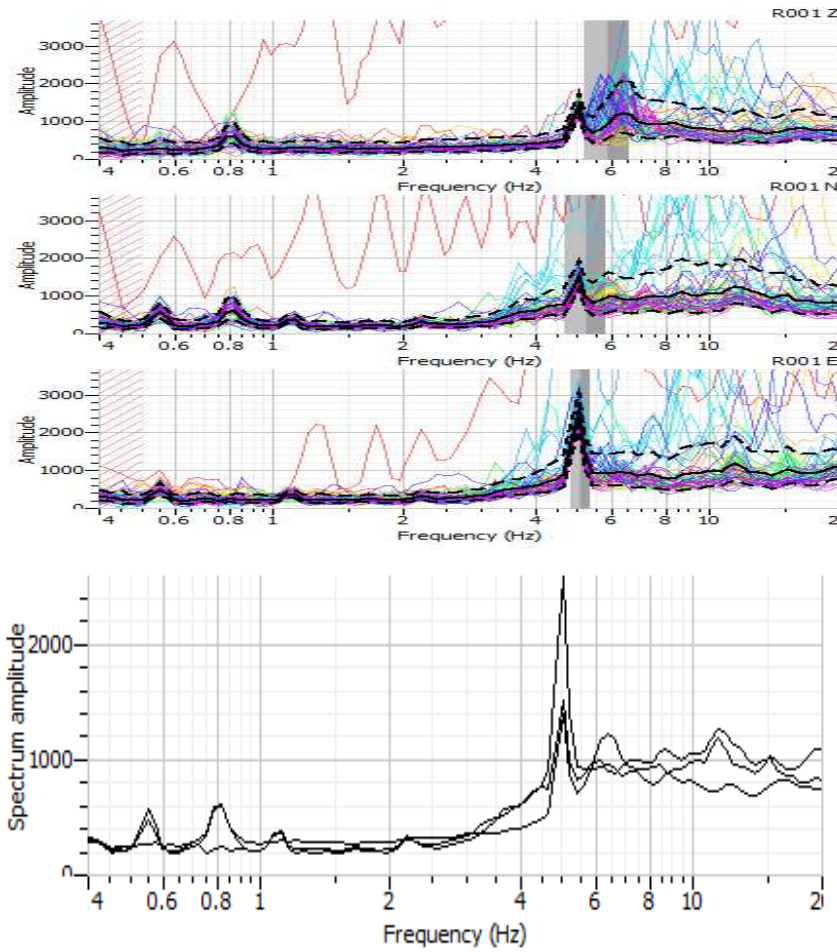 R001 Z
3000
2000
1000
0
Amplitude
4 0.6 0.8 1 2 4 6 8 10 2
Frequency (Hz)
R001 N
3000
2000
1000
0
Amplitude
4 0.6 0.8 1 2 4 6 8 10 2
Frequency (Hz)
R001 E
3000
2000
1000
0
Amplitude
4 0.6 0.8 1 2 4 6 8 10 2
Frequency (Hz)
2000
1000
0
Spectrum amplitude
4 0.6 0.8 1 2 4 6 8 10 20
Frequency (Hz)